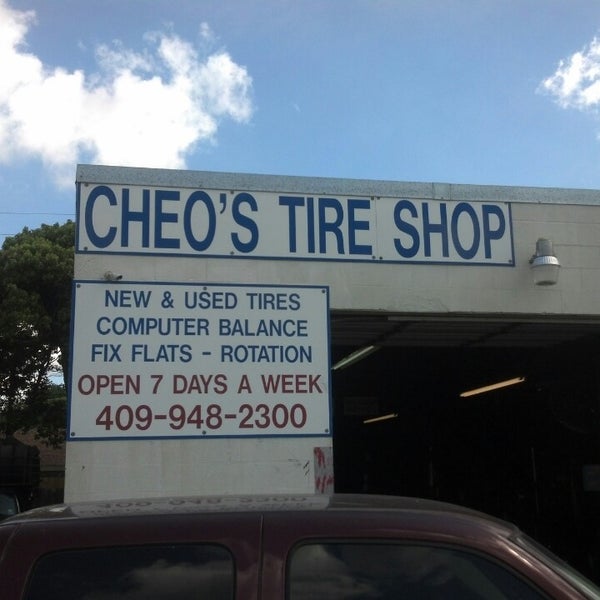 CHEO'S TIRE SHOP
NEW & USED TIRES
COMPUTER BALANCE
FIX FLATS - ROTATION
OPEN 7 DAYS A WEEK
409-948-2300